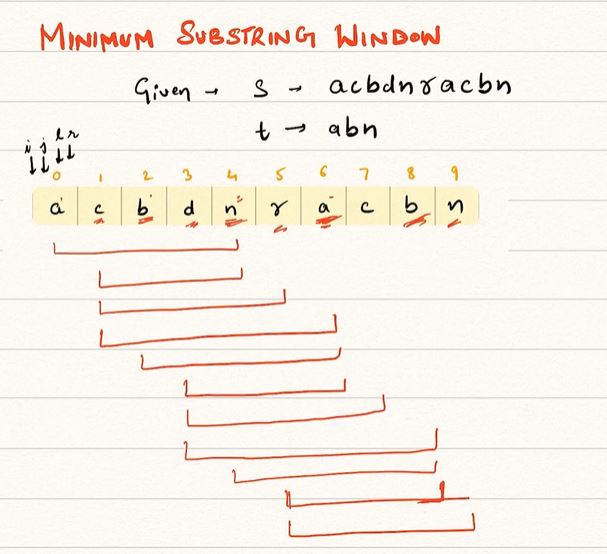 MINIMUM SUBSTRING WINDOW
Given → S → acbdnracbn
t → abn
i j l r
0 1 2 3 4 5 6 7 8 9
a c b d n r a c b n